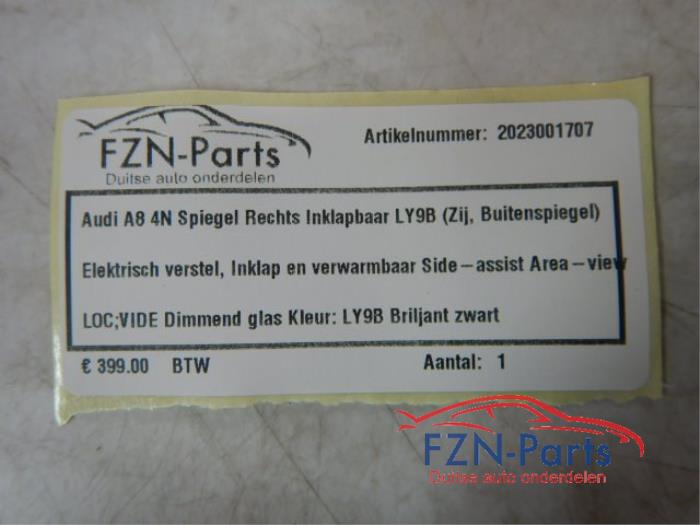 FZN-Parts
Duitse auto onderdelen
Artikelnummer: 2023001707
Audi A8 4N Spiegel Rechts Inklapbaar LY9B (Zij, Buitenspiegel)
Elektrisch verstel, Inklap en verwarmbaar Side-assist Area-view
LOC;VIDE Dimmend glas Kleur: LY9B Briljant zwart
€ 399.00 BTW
Aantal: 1
FZN-Parts
Duitse auto onderdelen